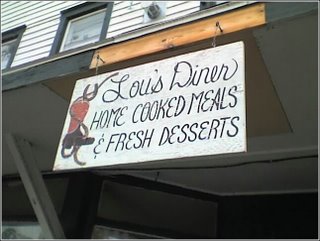 Lou's Diner
HOME COOKED MEALS
& FRESH DESSERTS